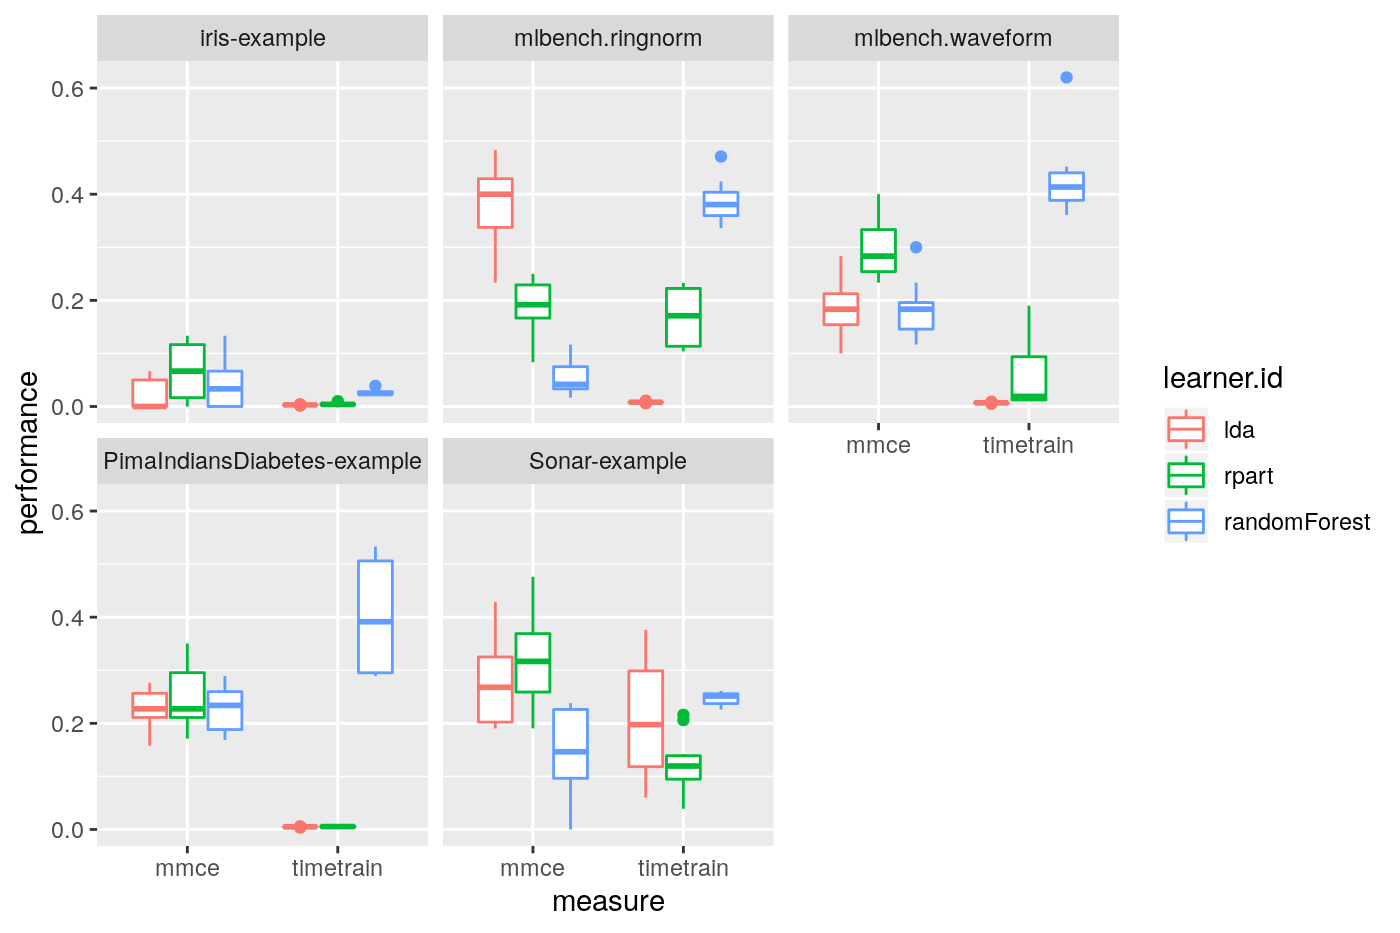 iris-example
mlbench.ringnorm
mlbench.waveform
0.6
0.4
0.2
0.0
mmce
timetrain
PimaIndiansDiabetes-example
Sonar-example
0.6
0.4
0.2
0.0
mmce
timetrain
mmce
timetrain
measure
performance
learner.id
lda
rpart
randomForest